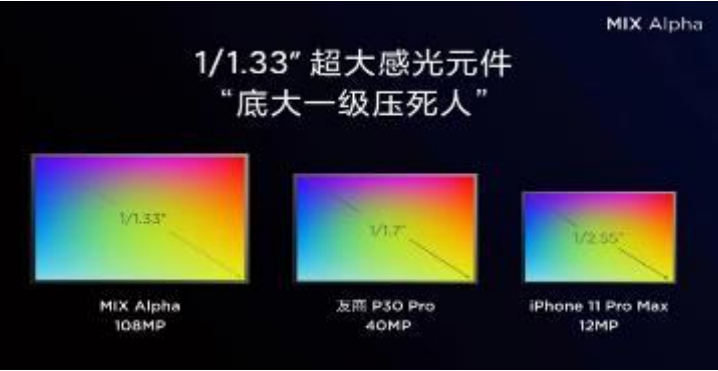 MIX Alpha
1/1.33” 超大感光元件
“底大一级压死人”
1/1.33"
1/1.7"
1/2.55"
MIX Alpha
108MP
友商 P30 Pro
40MP
iPhone 11 Pro Max
12MP